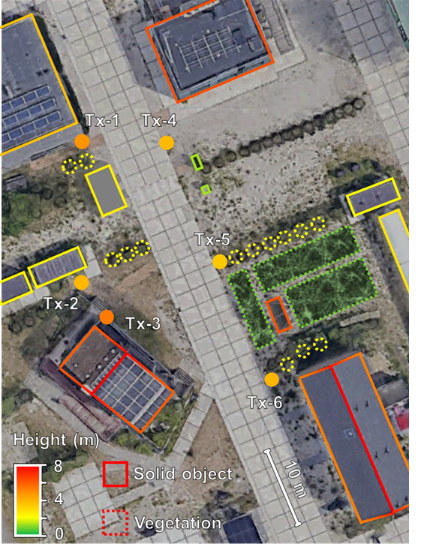 Tx-1
Tx-4
Tx-5
Tx-2
Tx-3
Tx-6
Height (m)
8
4
0
Solid object
Vegetation
10 m